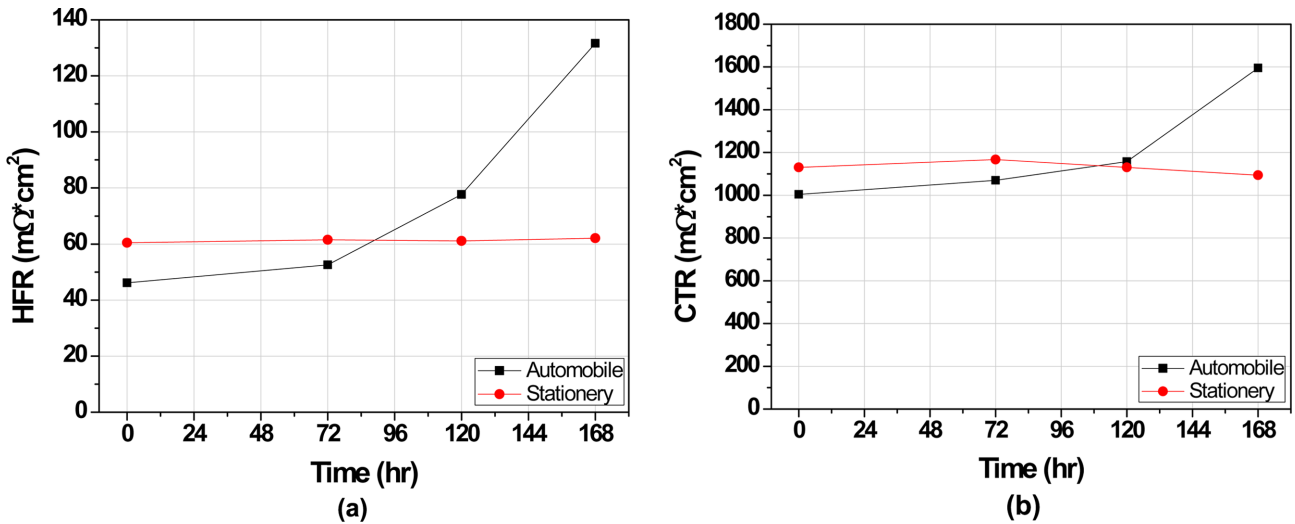 140
120
100
80
60
40
20
0
HFR (mΩ*cm²)
Automobile
Stationery
0 24 48 72 96 120 144 168
Time (hr)
(a)
1800
1600
1400
1200
1000
800
600
400
200
0
CTR (mΩ*cm²)
Automobile
Stationery
0 24 48 72 96 120 144 168
Time (hr)
(b)